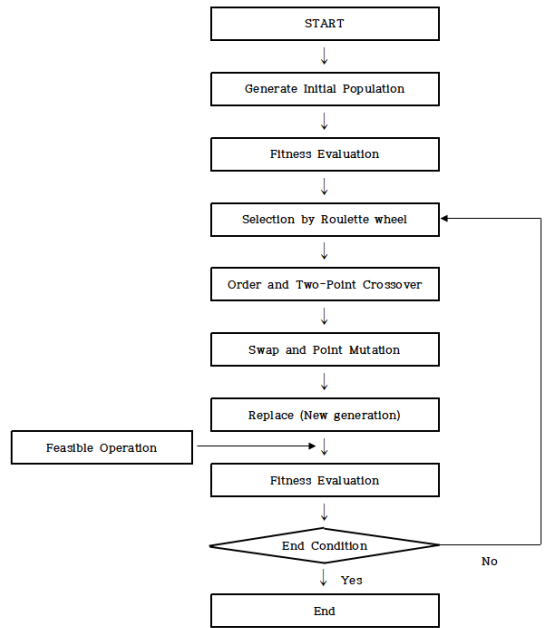 START
Generate Initial Population
Fitness Evaluation
Selection by Roulette wheel
Order and Two-Point Crossover
Swap and Point Mutation
Replace (New generation)
Feasible Operation
Fitness Evaluation
End Condition
No
Yes
End